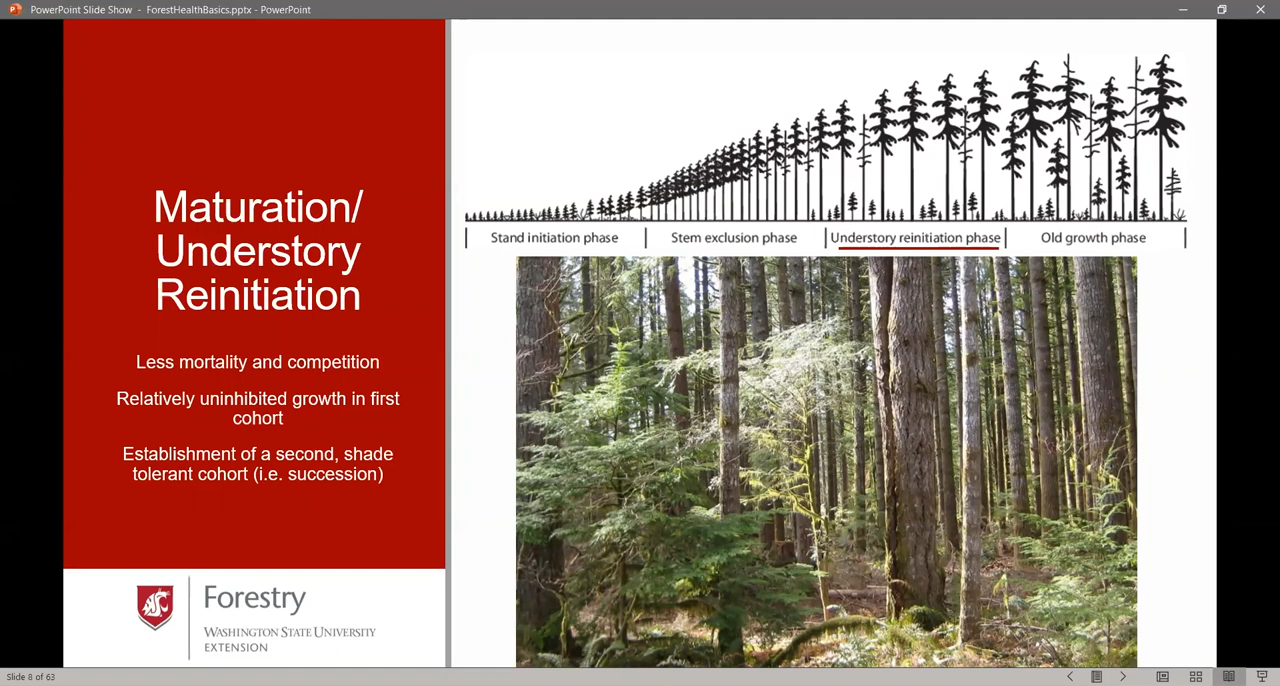 PowerPoint Slide Show - ForestHealthBasics.pptx - PowerPoint
Maturation/
Understory
Reinitiation
Less mortality and competition
Relatively uninhibited growth in first
cohort
Establishment of a second, shade
tolerant cohort (i.e. succession)
Forestry
WASHINGTON STATE UNIVERSITY
EXTENSION
Stand initiation phase
Stem exclusion phase
Understory reinitiation phase
Old growth phase
Slide 8 of 63